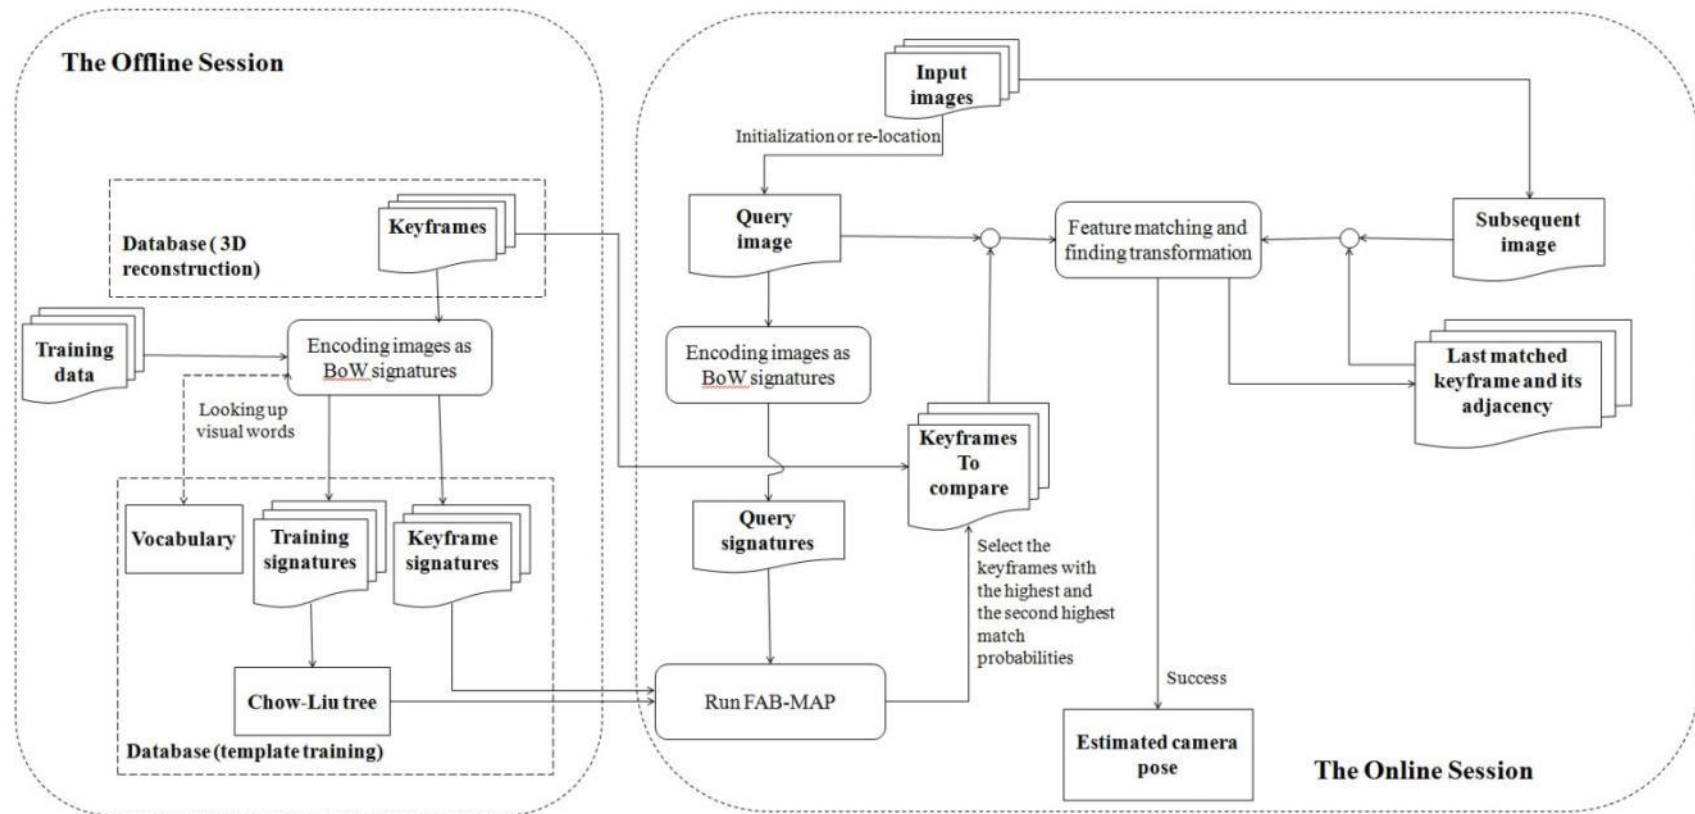 The Offline Session
Database ( 3D
reconstruction)
Keyframes
Training
data
Encoding images as
BoW signatures
Looking up
visual words
Vocabulary
Training
signatures
Keyframe
signatures
Chow-Liu tree
Database (template training)
Input
images
Initialization or re-location
Query
image
Feature matching and
finding transformation
Subsequent
image
Encoding images as
BoW signatures
Last matched
keyframe and its
adjacency
Keyframes
To
compare
Query
signatures
Select the
keyframes with
the highest and
the second highest
match
probabilities
Run FAB-MAP
Success
Estimated camera
pose
The Online Session